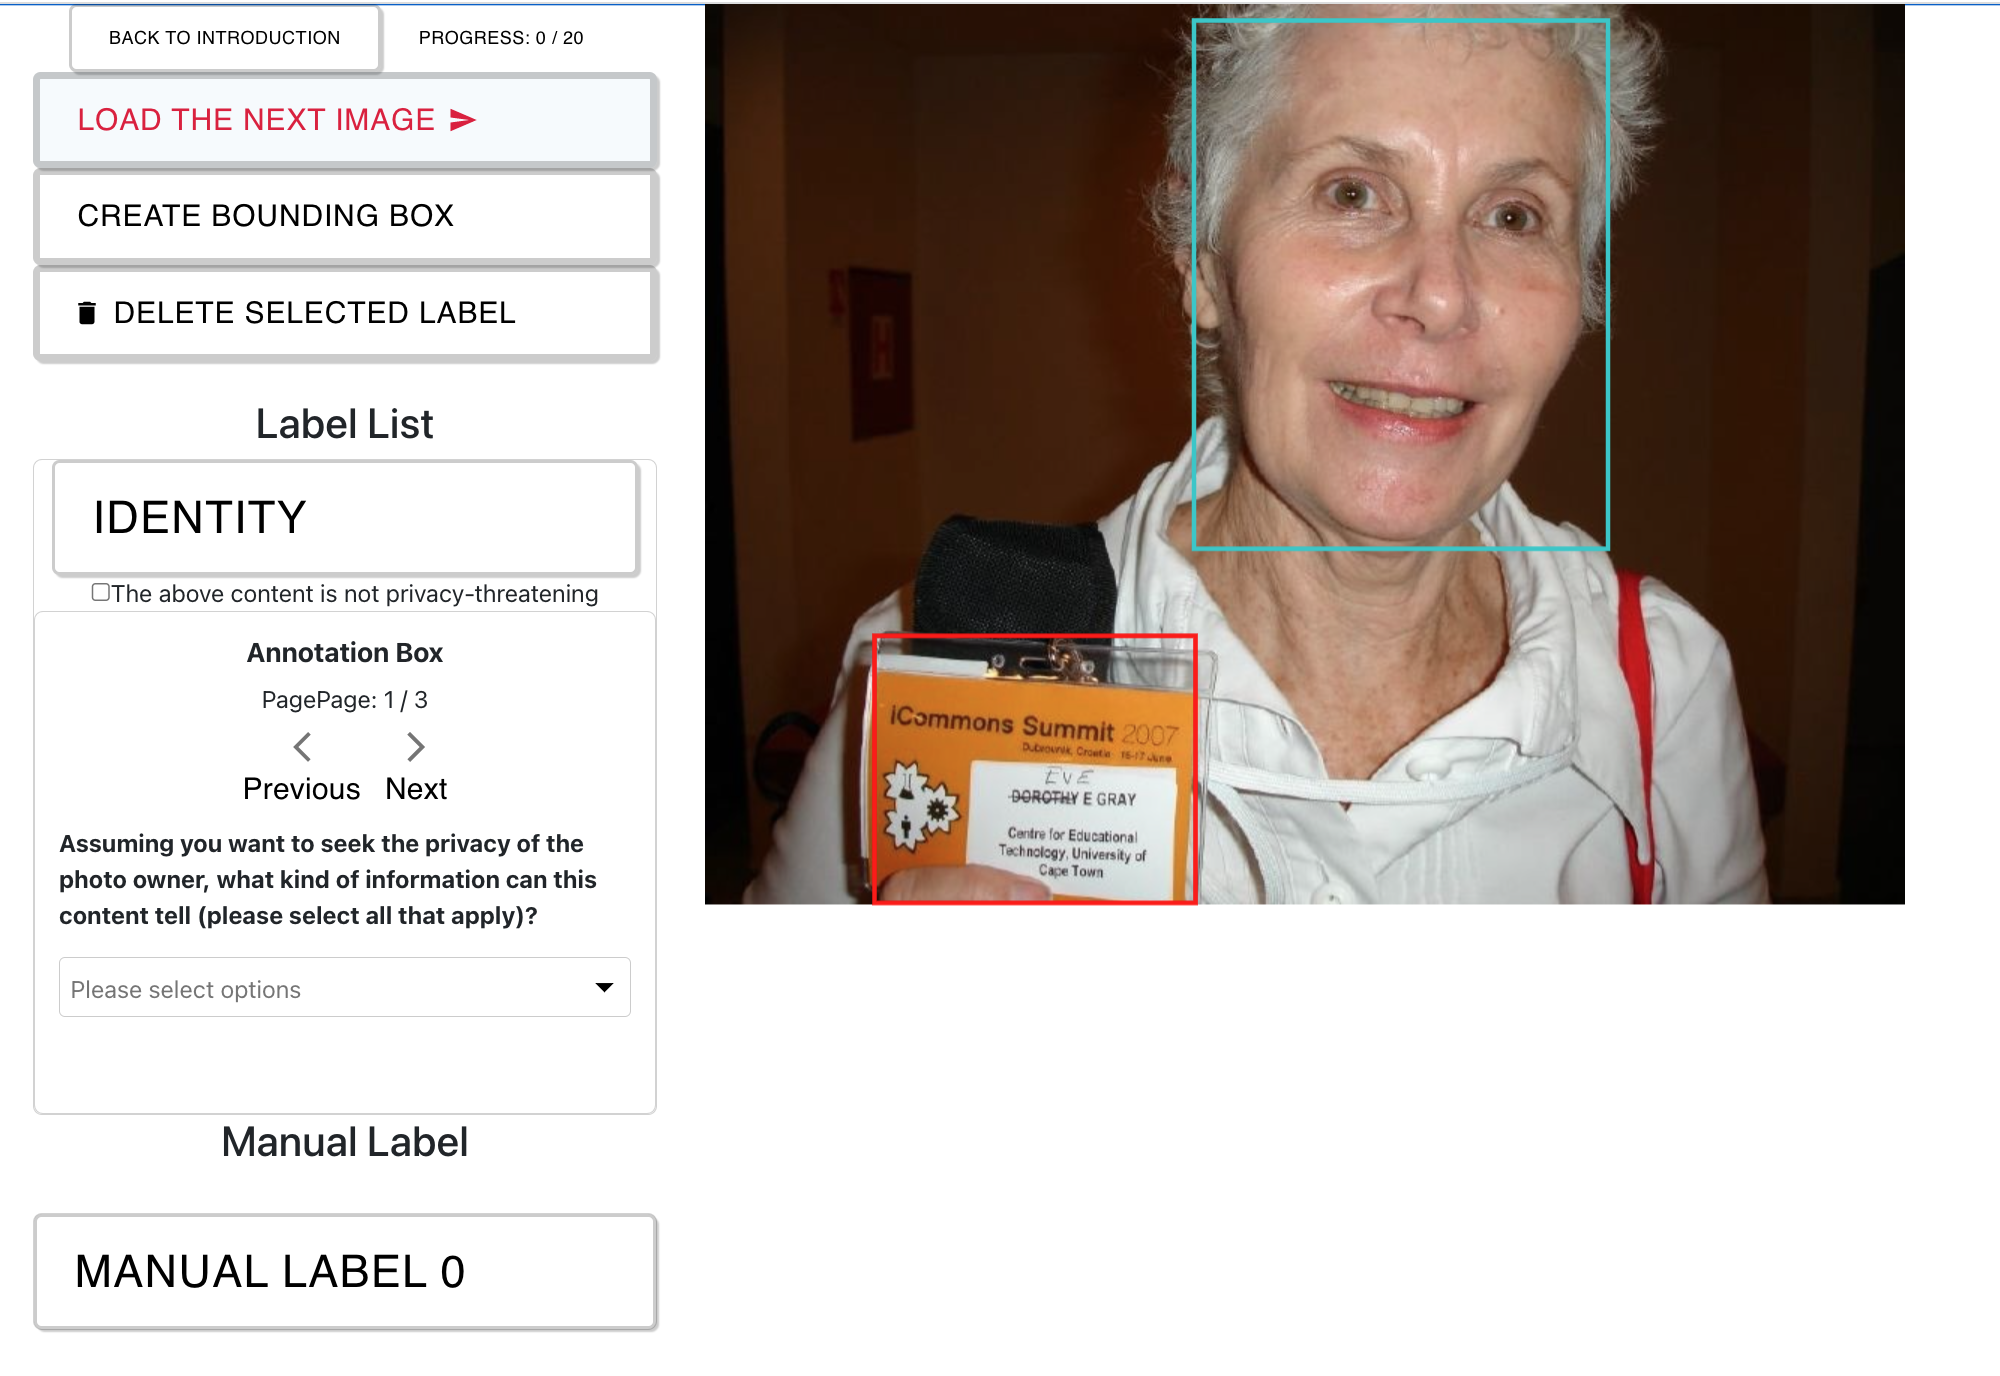 BACK TO INTRODUCTION
PROGRESS: 0 / 20
LOAD THE NEXT IMAGE
CREATE BOUNDING BOX
DELETE SELECTED LABEL
Label List
IDENTITY
The above content is not privacy-threatening
Annotation Box
PagePage: 1 / 3
Previous Next
Assuming you want to seek the privacy of the
photo owner, what kind of information can this
content tell (please select all that apply)?
Please select options
Manual Label
MANUAL LABEL 0
H
iCommons Summit 2007
Dubrovnik, Croatia 15-17 June
EVE
DOROTHY E GRAY
Centre for Educational
Technology, University of
Cape Town